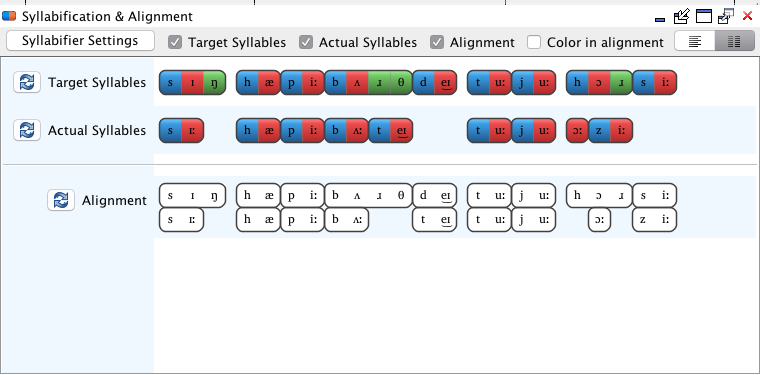 Syllabification & Alignment
Syllabifier Settings Target Syllables Actual Syllables Alignment Color in alignment
Target Syllables s ɪ ŋ h æ p iː b ʌ ɹ θ d e͜ɪ t uː j uː h ɔ ɹ s iː
Actual Syllables s ɪː h æ p iː b ʌː t e͜ɪ t uː j uː ɔː z iː
Alignment s ɪ ŋ h æ p iː b ʌ ɹ θ d e͜ɪ t uː j uː h ɔ ɹ s iː
s ɪː h æ p iː b ʌː t e͜ɪ t uː j uː ɔː z iː